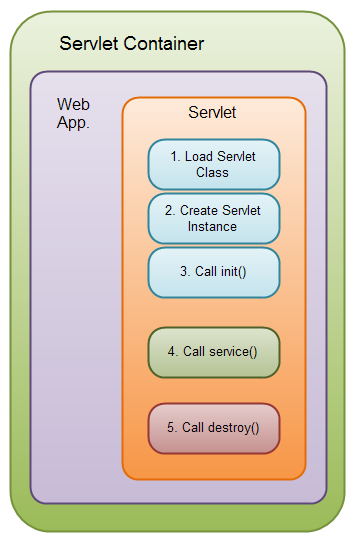 Servlet Container
Web
App.
Servlet
1. Load Servlet
Class
2. Create Servlet
Instance
3. Call init()
4. Call service()
5. Call destroy()